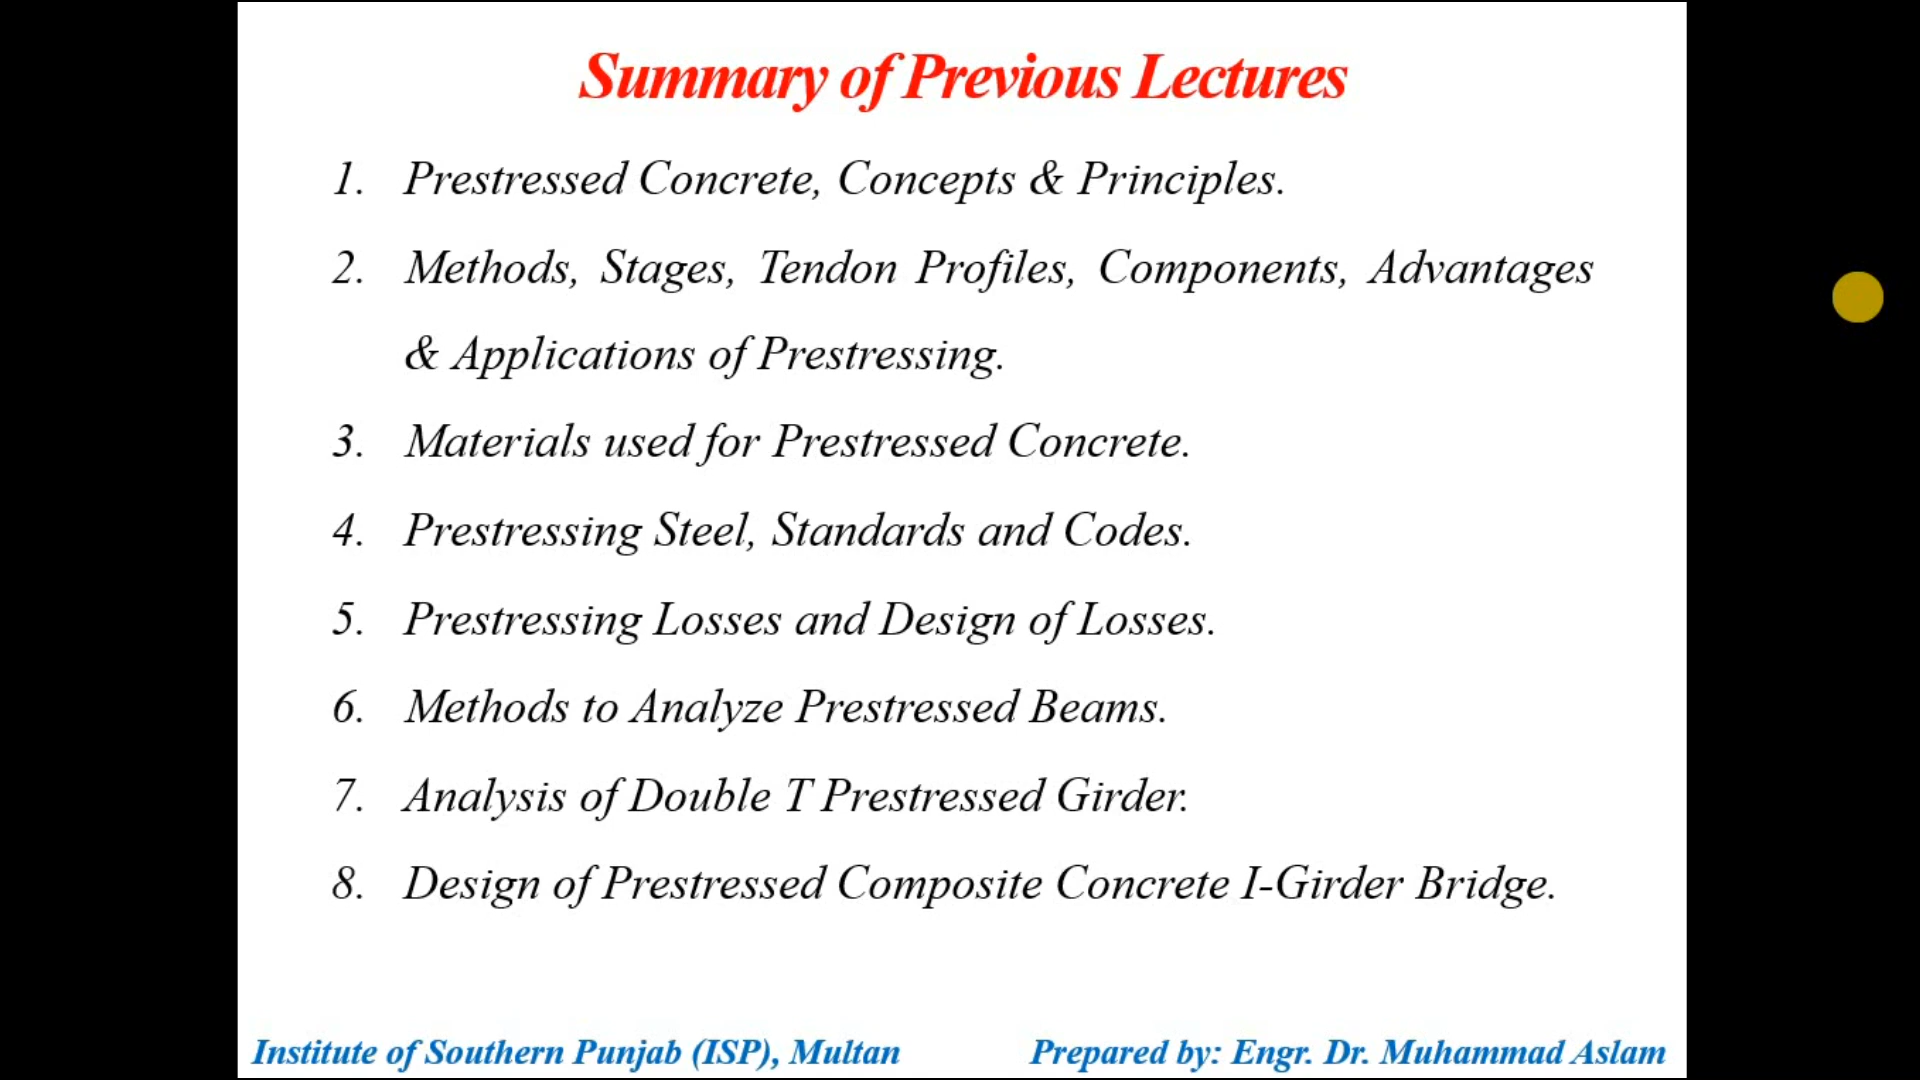 Summary of Previous Lectures
1. Prestressed Concrete, Concepts & Principles.
2. Methods, Stages, Tendon Profiles, Components, Advantages
& Applications of Prestressing.
3. Materials used for Prestressed Concrete.
4. Prestressing Steel, Standards and Codes.
5. Prestressing Losses and Design of Losses.
6. Methods to Analyze Prestressed Beams.
7. Analysis of Double T Prestressed Girder.
8. Design of Prestressed Composite Concrete I-Girder Bridge.
Institute of Southern Punjab (ISP), Multan
Prepared by: Engr. Dr. Muhammad Aslam